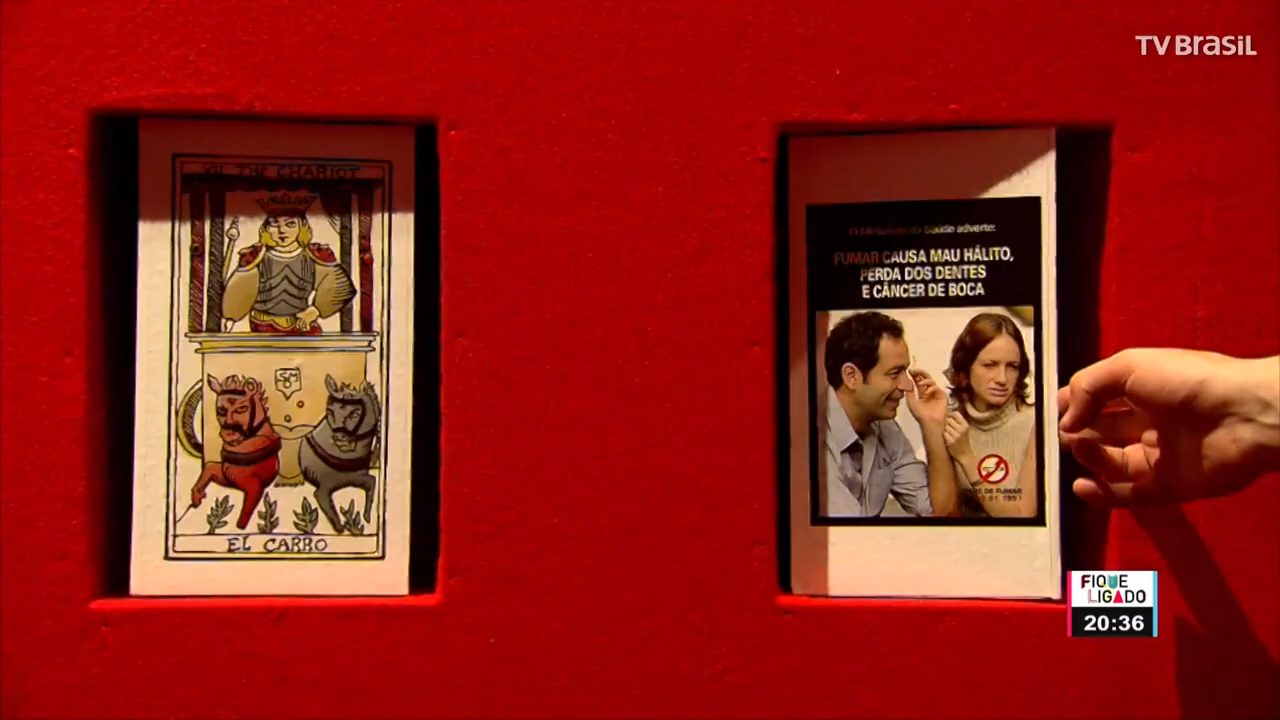 TV BRASIL
VII The CHARIOT
EL CARRO
O Ministério da Saúde adverte:
FUMAR CAUSA MAU HÁLITO,
PERDA DOS DENTES
E CÂNCER DE BOCA
FIQUE
LIGADO
20:36